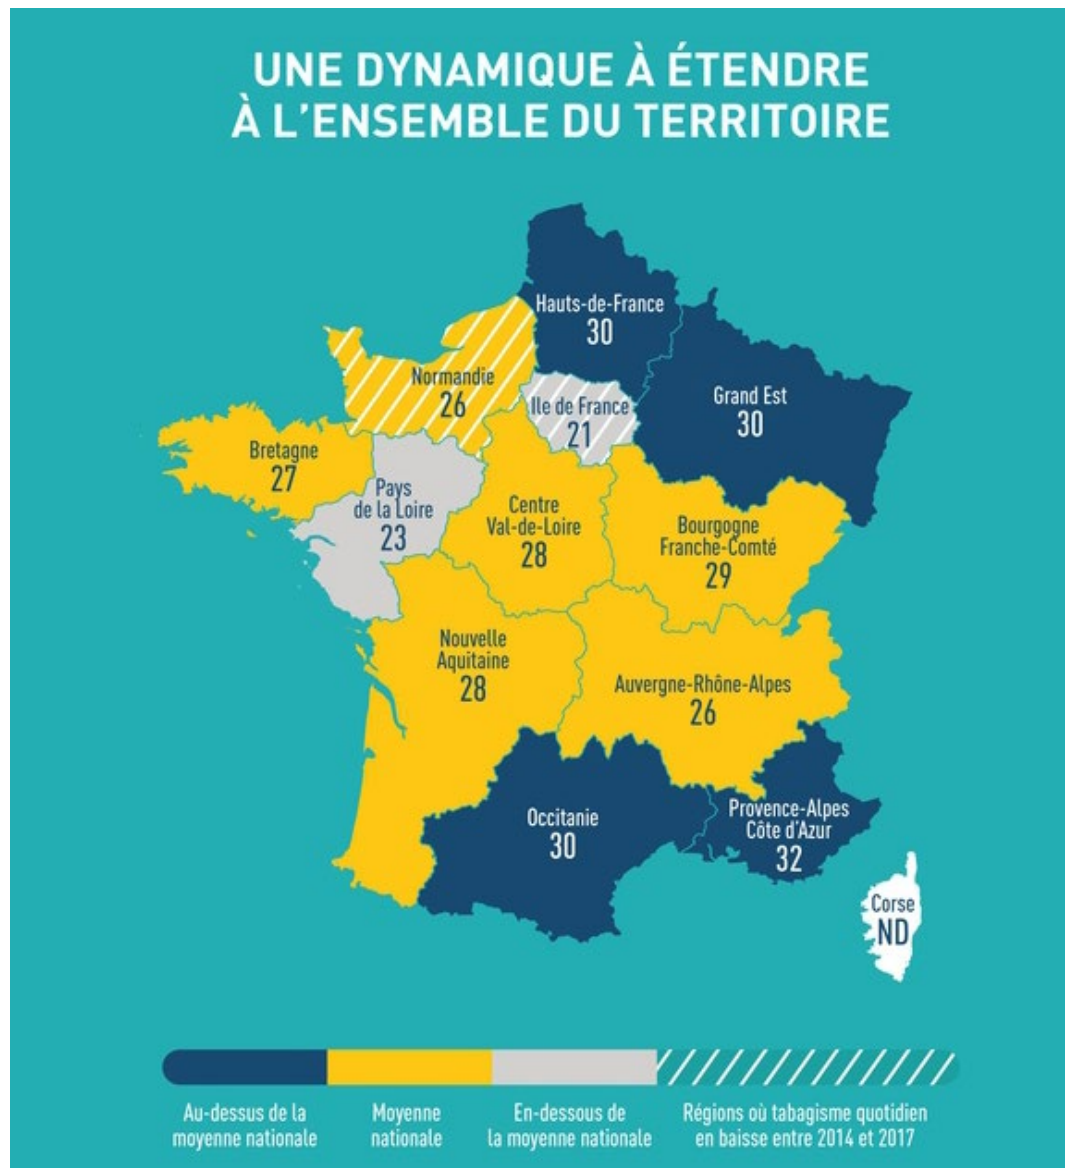 UNE DYNAMIQUE À ÉTENDRE
À L'ENSEMBLE DU TERRITOIRE
Hauts-de-France
30
Normandie
26
Ile de France
21
Grand Est
30
Bretagne
27
Pays
de la Loire
23
Centre
Val-de-Loire
28
Bourgogne
Franche-Comté
29
Nouvelle
Aquitaine
28
Auvergne-Rhône-Alpes
26
Occitanie
30
Provence-Alpes
Côte d'Azur
32
Corse
ND
Au-dessus de la
moyenne nationale
Moyenne
nationale
En-dessous de
la moyenne nationale
Régions où tabagisme quotidien
en baisse entre 2014 et 2017